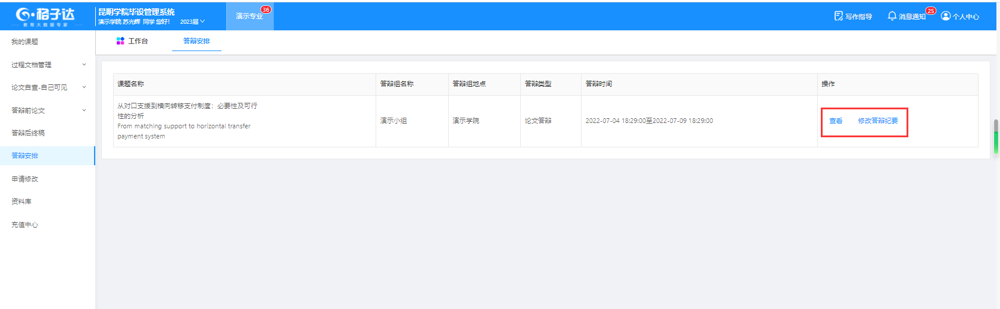 格子达
教育大数据专家
昆明学院毕设管理系统
演示学院 苏光辉 同学 您好! 2023届
演示专业
36
写作指导
消息通知
25
个人中心
我的课题
过程文档管理
论文自查-自己可见
答辩前论文
答辩后终稿
答辩安排
申请修改
资料库
充值中心
工作台
答辩安排
课题名称 答辩组名称 答辩组地点 答辩类型 答辩时间 操作
从对口支援到横向转移支付制度：必要性及可行
性的分析
From matching support to horizontal transfer
payment system
演示小组 演示学院 论文答辩 2022-07-04 18:29:00至2022-07-09 18:29:00 查看 修改答辩纪要